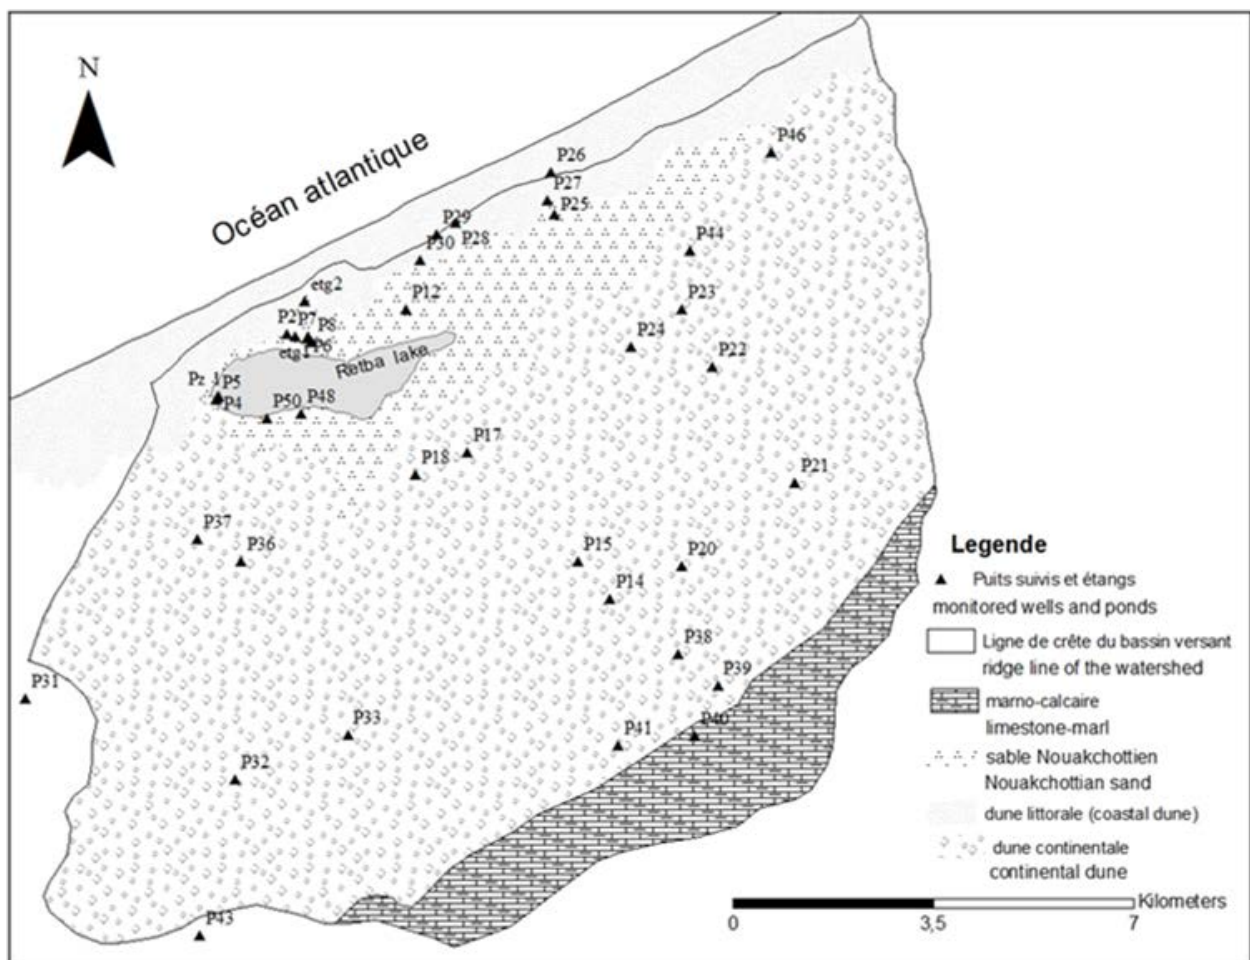 N
Océan atlantique
P46
P26
P27
P25
P29
P28
P30
P44
etg2
P12
P23
P2
P7
P8
P24
etg1
P6
Retba lake
P22
Pz_1
P5
P4
P50
P48
P17
P18
P21
P37
P36
P15
P20
P14
P38
P39
P31
P33
P41
P40
P32
P43
Legende
Puits suivis et étangs
monitored wells and ponds
Ligne de crête du bassin versant
ridge line of the watershed
marno-calcaire
limestone-marl
sable Nouakchottien
Nouakchottian sand
dune littorale (coastal dune)
dune continentale
continental dune
Kilometers
0 3,5 7